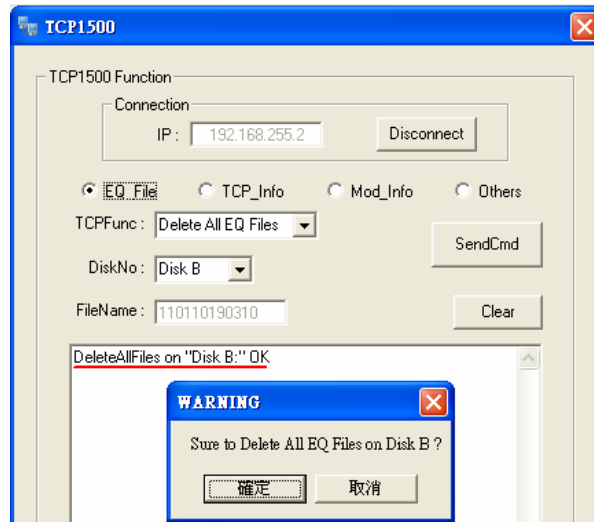 TCP1500
TCP1500 Function
Connection
IP : 192.168.255.2 Disconnect
EQ_File TCP_Info Mod_Info Others
TCPFunc : Delete All EQ Files
SendCmd
DiskNo : Disk B
FileName : 110110190310 Clear
DeleteAllFiles on "Disk B:" OK
WARNING
Sure to Delete All EQ Files on Disk B ?
確定 取消